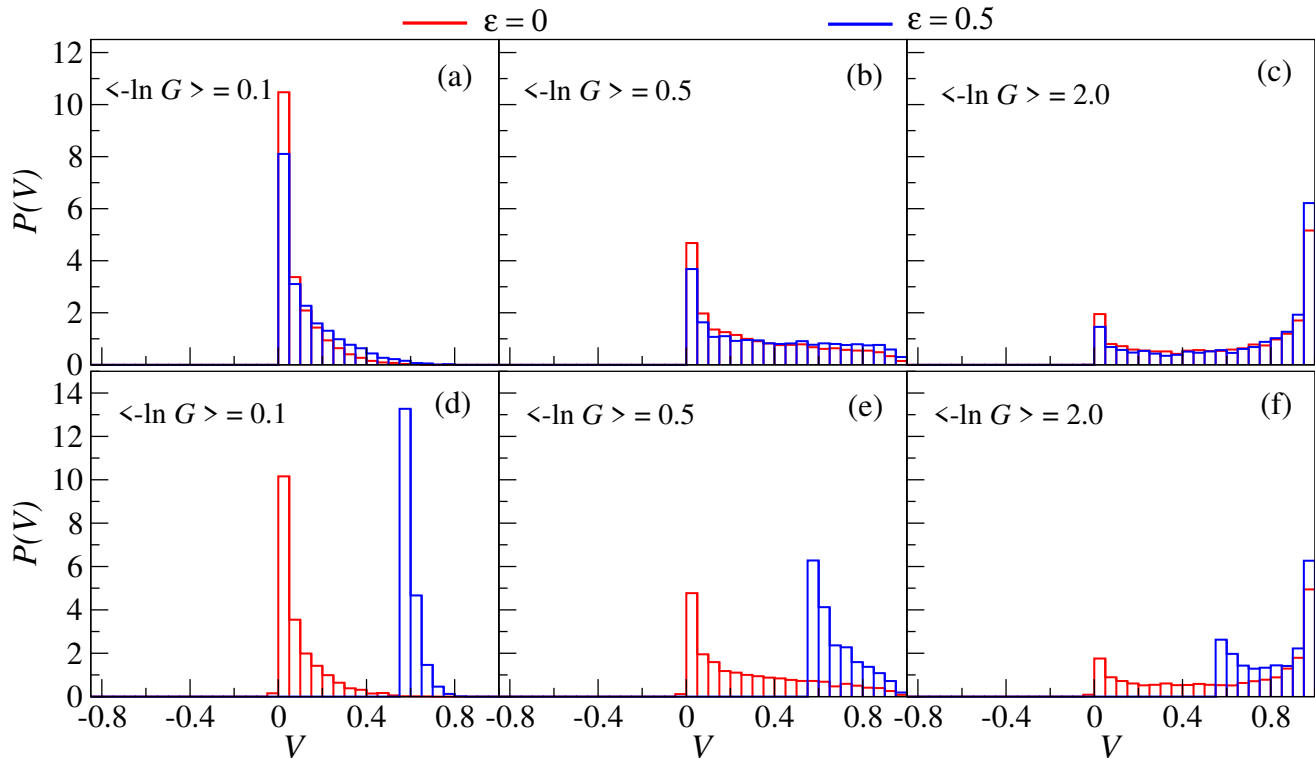 ε = 0 ε = 0.5
12
10
8
6
4
2
0
P(V)
<-ln G > = 0.1 (a)
<-ln G > = 0.5 (b)
<-ln G > = 2.0 (c)
14
12
10
8
6
4
2
0
P(V)
<-ln G > = 0.1 (d)
<-ln G > = 0.5 (e)
<-ln G > = 2.0 (f)
-0.8 -0.4 0 0.4 0.8
-0.8 -0.4 0 0.4 0.8
-0.8 -0.4 0 0.4 0.8
V V V